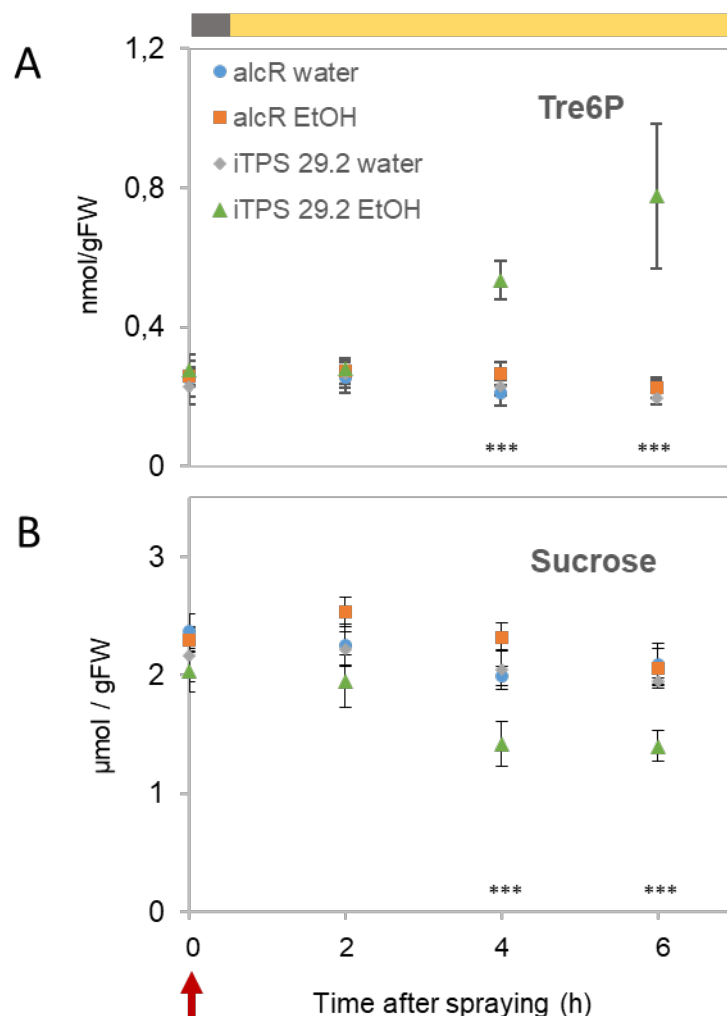 A
1,2
alcR water
alcR EtOH
Tre6P
iTPS 29.2 water
0,8
iTPS 29.2 EtOH
nmol/gFW
0,4
***
***
0
B
3
Sucrose
2
µmol / gFW
1
***
***
0
0
2
4
6
Time after spraying (h)